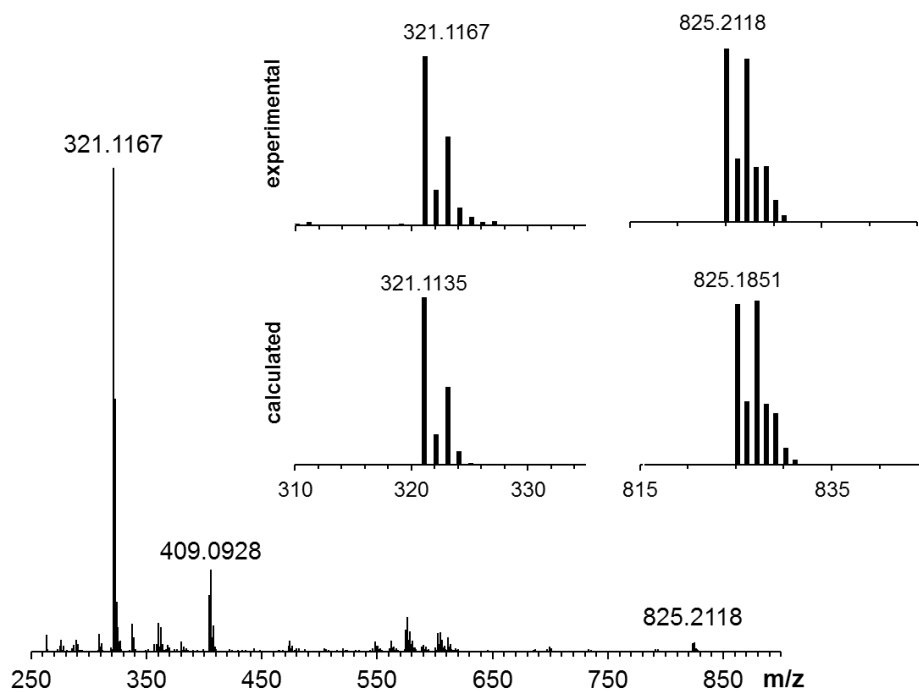 321.1167
825.2118
experimental
321.1167
321.1135
825.1851
calculated
310 320 330 815 835
409.0928
825.2118
250 350 450 550 650 750 850 m/z